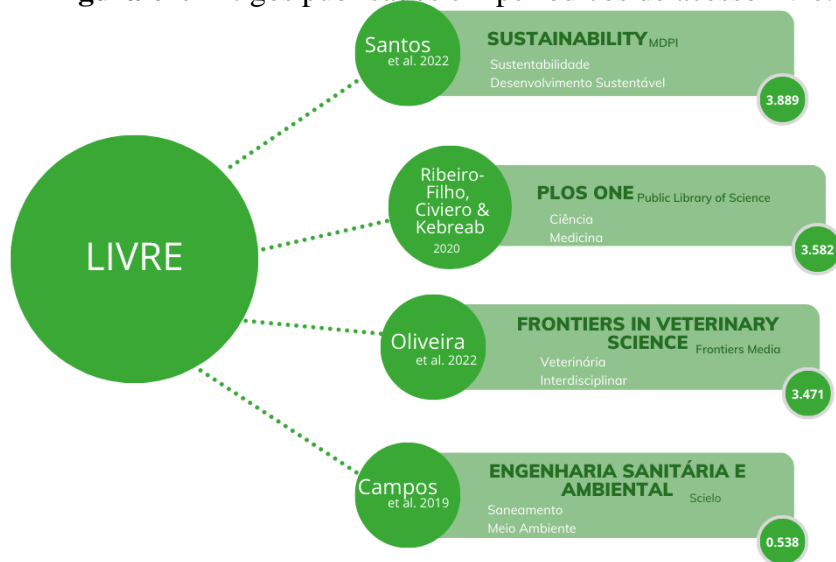 Santos
et al. 2022
SUSTAINABILITY MDPI
Sustentabilidade
Desenvolvimento Sustentável
3.889
Ribeiro-
Filho,
Civiero &
Kebreab
2020
PLOS ONE Public Library of Science
Ciência
Medicina
3.582
LIVRE
Oliveira
et al. 2022
FRONTIERS IN VETERINARY
SCIENCE Frontiers Media
Veterinária
Interdisciplinar
3.471
Campos
et al. 2019
ENGENHARIA SANITÁRIA E
AMBIENTAL Scielo
Saneamento
Meio Ambiente
0.538